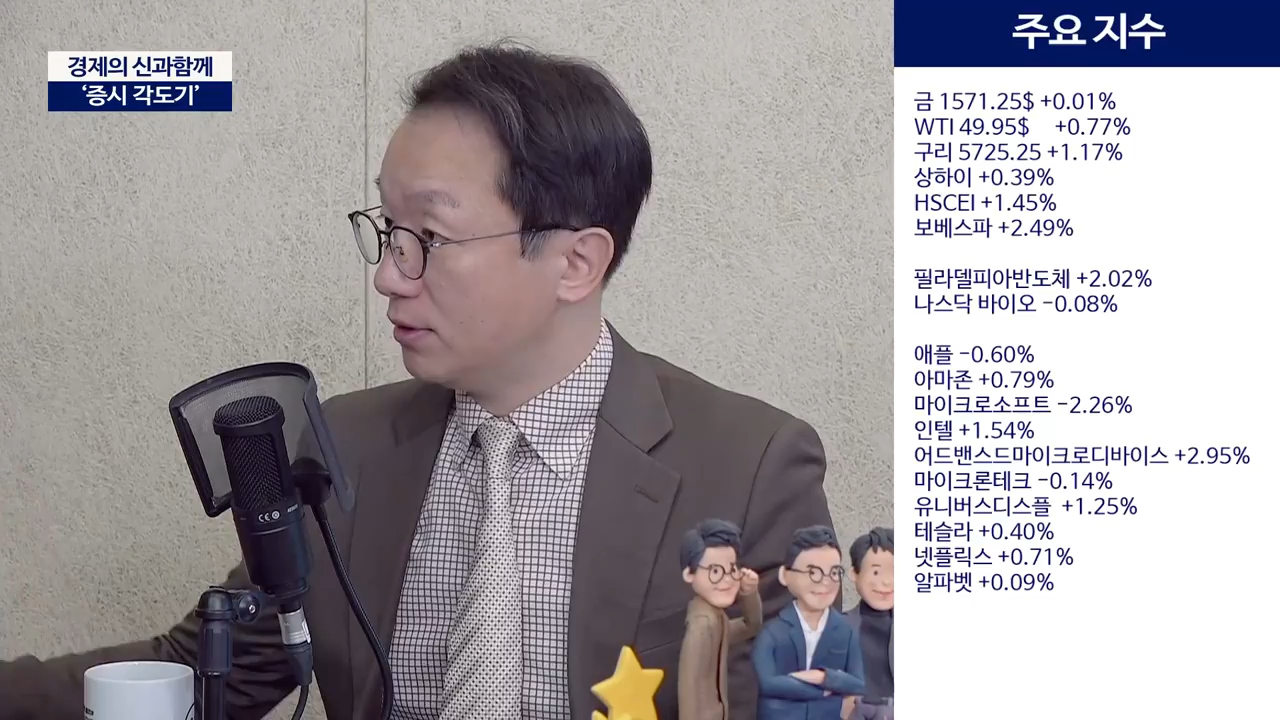 경제의 신과함께
‘증시 각도기’
주요 지수
금 1571.25$ +0.01%
WTI 49.95$ +0.77%
구리 5725.25 +1.17%
상하이 +0.39%
HSCEI +1.45%
보베스파 +2.49%
필라델피아반도체 +2.02%
나스닥 바이오 -0.08%
애플 -0.60%
아마존 +0.79%
마이크로소프트 -2.26%
인텔 +1.54%
어드밴스드마이크로디바이스 +2.95%
마이크론테크 -0.14%
유니버스디스플 +1.25%
테슬라 +0.40%
넷플릭스 +0.71%
알파벳 +0.09%
CE